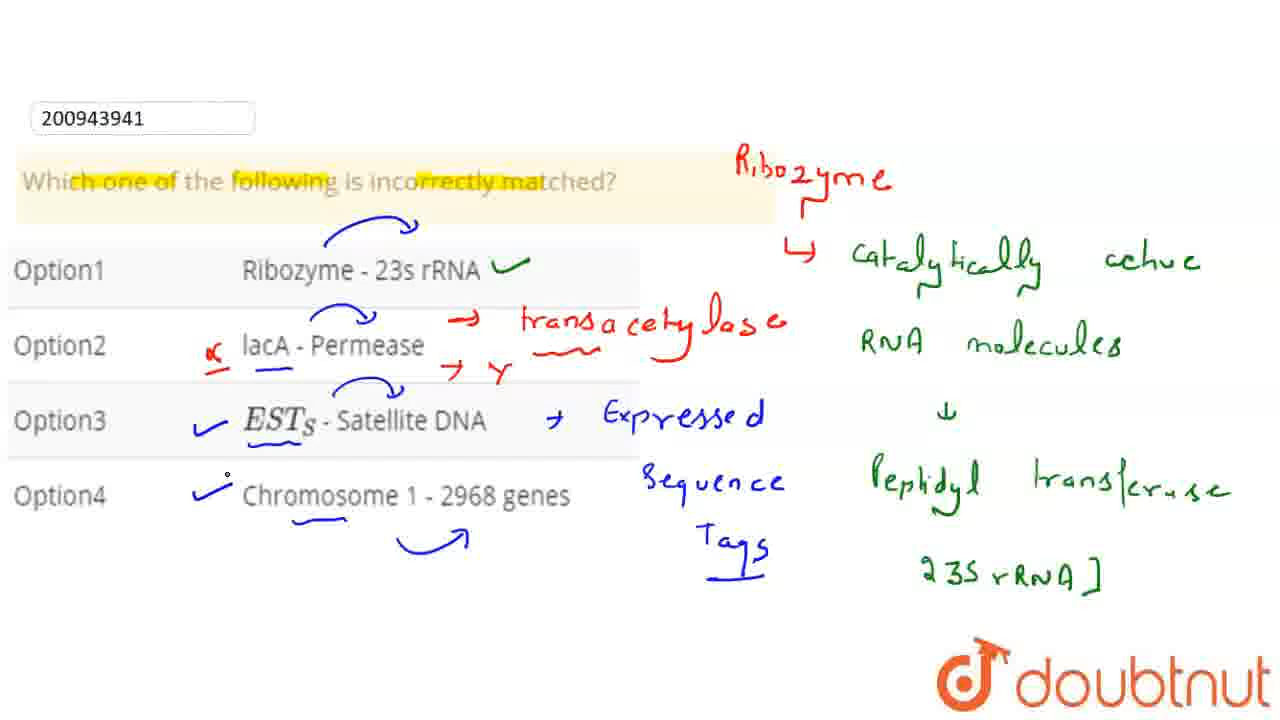 200943941
Which one of the following is incorrectly matched?
Ribozyme
Option1 Ribozyme - 23s rRNA
↳ Catalytically active
RNA molecules
Option2 lacA - Permease → transacetylase
→ Y
Option3 ESTs - Satellite DNA → Expressed
Sequence
Tags
↓
Peptidyl transferase
23S rRNA]
Option4 Chromosome 1 - 2968 genes
doubtnut